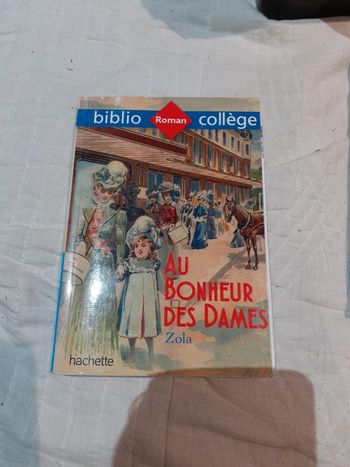 biblio Roman collège
AU
BONHEUR
DES DAMES
Zola
hachette